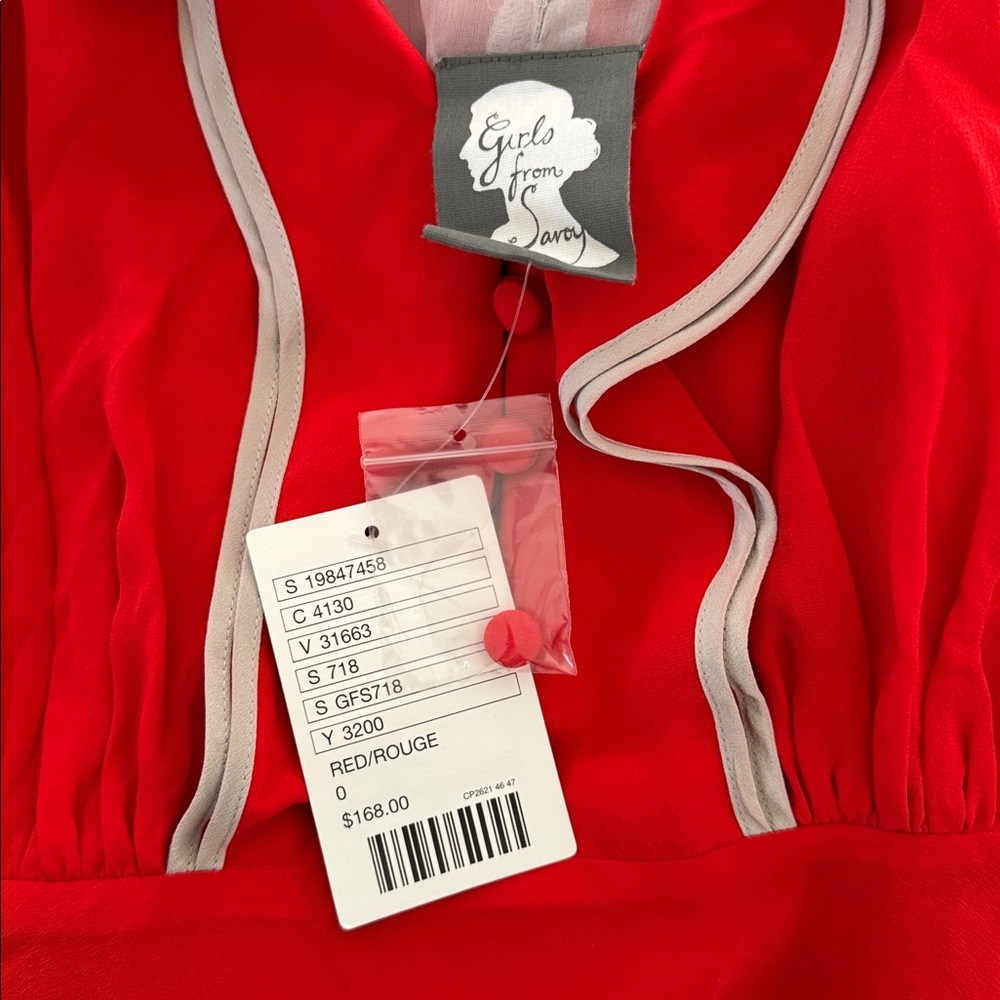 Girls
from
Savoy
S 19847458
C 4130
V 31663
S 718
S GFS718
Y 3200
RED/ROUGE
0
$168.00
CP2621 46 47